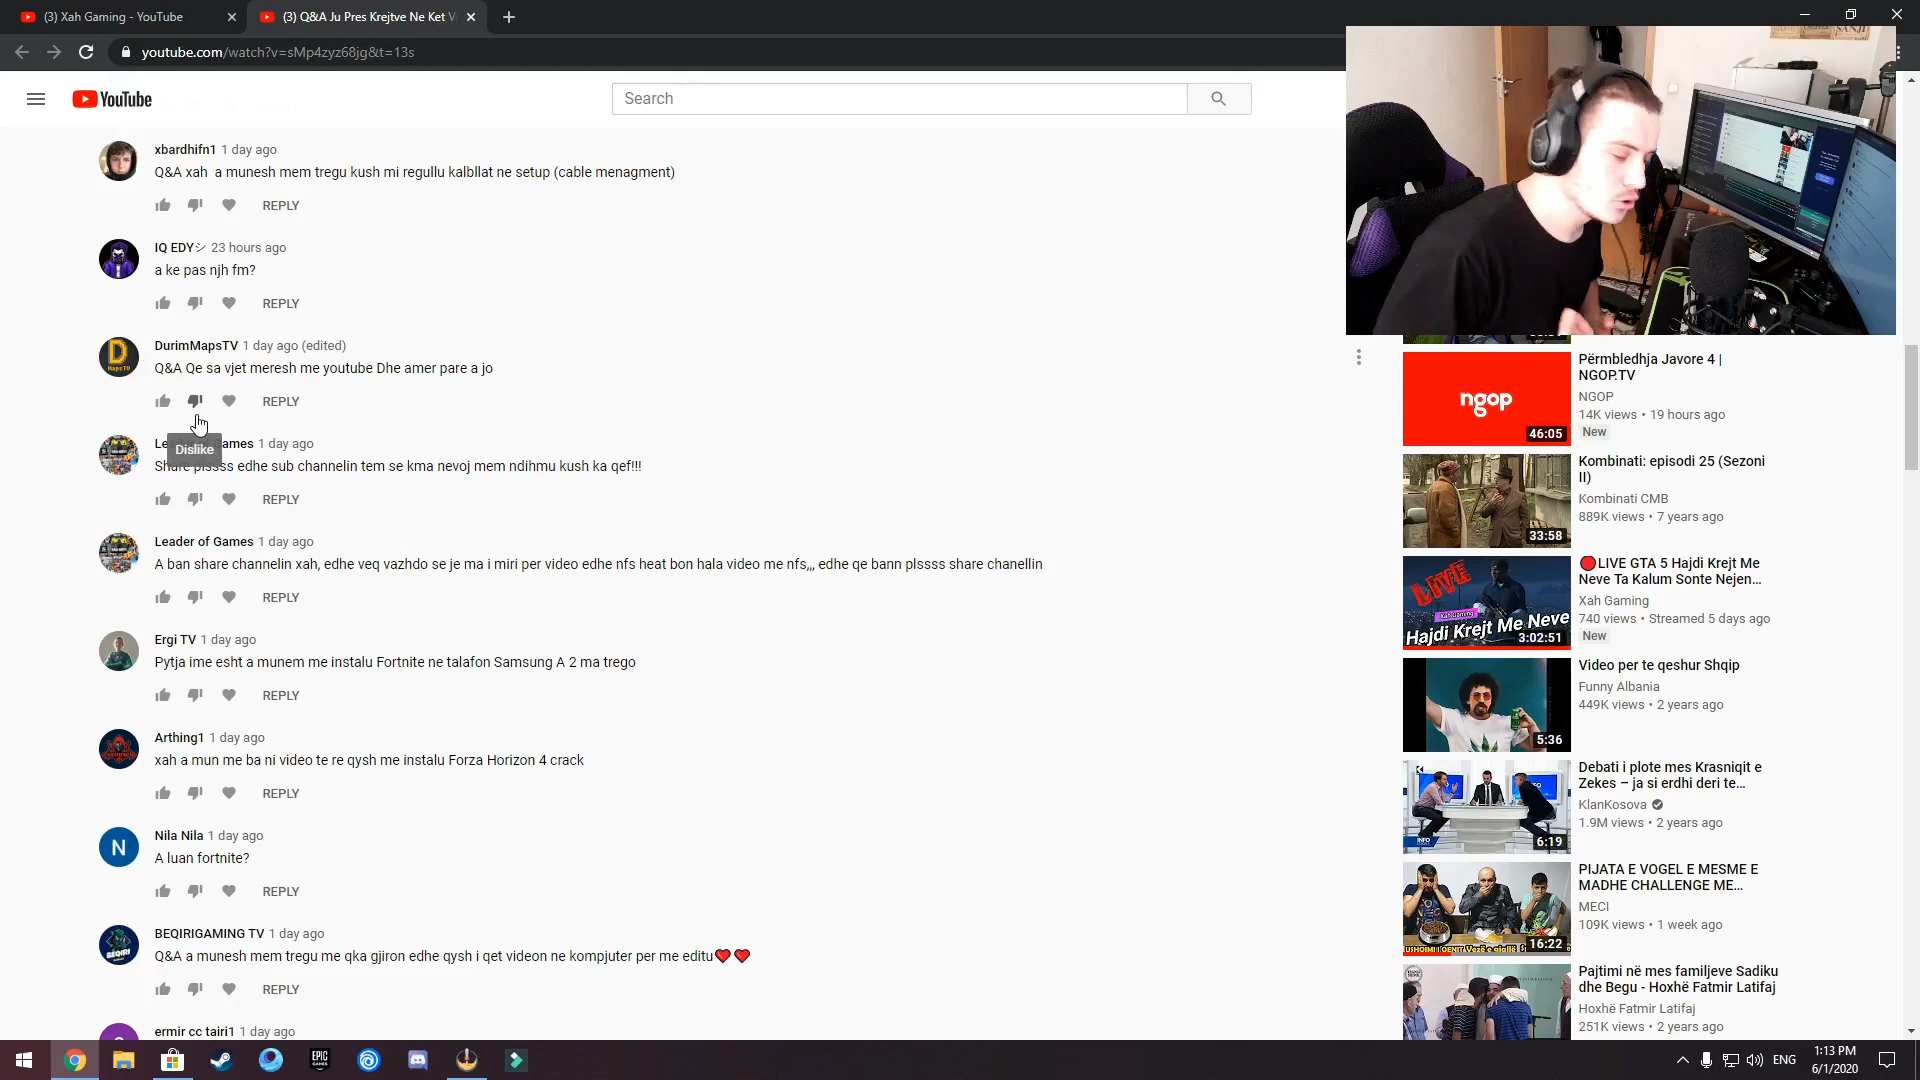 (3) Xah Gaming - YouTube
(3) Q&A Ju Pres Krejtve Ne Ket V
youtube.com/watch?v=sMp4zyz68jg&t=13s
YouTube
Search
xbardhifn1 1 day ago
Q&A xah a munesh mem tregu kush mi regullu kalbllat ne setup (cable menagment)
REPLY
IQ EDYシ 23 hours ago
a ke pas njh fm?
REPLY
DurimMapsTV 1 day ago (edited)
Q&A Qe sa vjet meresh me youtube Dhe amer pare a jo
REPLY
Dislike
ames 1 day ago
Share plssss edhe sub channelin tem se kma nevoj mem ndihmu kush ka qef!!!
REPLY
Leader of Games 1 day ago
A ban share channelin xah, edhe veq vazhdo se je ma i miri per video edhe nfs heat bon hala video me nfs,,, edhe qe bann plssss share chanellin
REPLY
Ergi TV 1 day ago
Pytja ime esht a munem me instalu Fortnite ne talafon Samsung A 2 ma trego
REPLY
Arthing1 1 day ago
xah a mun me ba ni video te re qysh me instalu Forza Horizon 4 crack
REPLY
Nila Nila 1 day ago
N
A luan fortnite?
REPLY
BEQIRIGAMING TV 1 day ago
Q&A a munesh mem tregu me qka gjiron edhe qysh i qet videon ne kompjuter per me editu❤❤
REPLY
ermir cc tairi1 1 day ago
SANJI
Përmbledhja Javore 4 |
NGOP.TV
NGOP
14K views • 19 hours ago
New
ngop
46:05
Kombinati: episodi 25 (Sezoni
II)
Kombinati CMB
889K views • 7 years ago
33:58
🔴LIVE GTA 5 Hajdi Krejt Me
Neve Ta Kalum Sonte Nejen...
Xah Gaming
740 views • Streamed 5 days ago
New
LIVE
Xah Gaming
Hajdi Krejt Me Neve
3:02:51
Video per te qeshur Shqip
Funny Albania
449K views • 2 years ago
5:36
Debati i plote mes Krasniqit e
Zekes – ja si erdhi deri te...
KlanKosova
1.9M views • 2 years ago
INFO
6:19
PIJATA E VOGEL E MESME E
MADHE CHALLENGE ME...
MECI
109K views • 1 week ago
16:22
Pajtimi në mes familjeve Sadiku
dhe Begu - Hoxhë Fatmir Latifaj
Hoxhë Fatmir Latifaj
251K views • 2 years ago
EPIC
GAMES
ENG
1:13 PM
6/1/2020